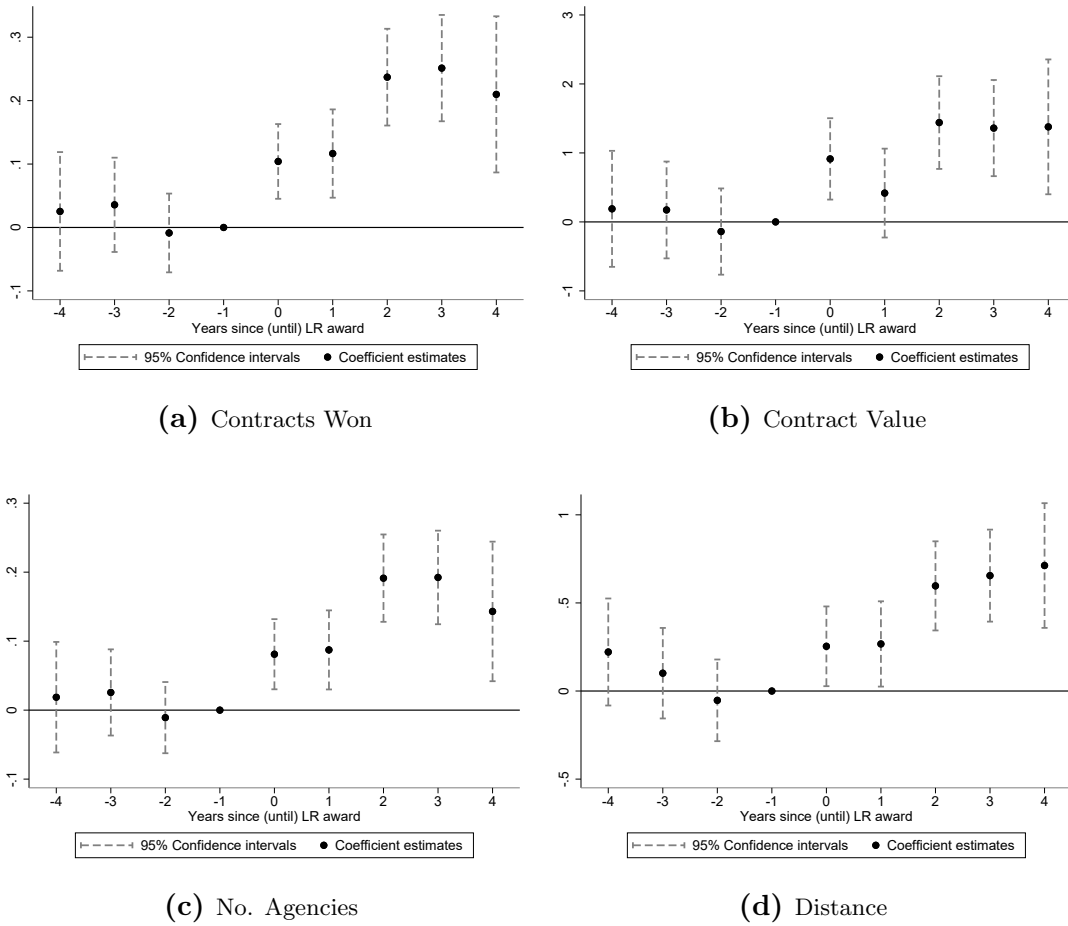 .3
.2
.1
0
-.1
-4 -3 -2 -1 0 1 2 3 4
Years since (until) LR award
95% Confidence intervals Coefficient estimates
(a) Contracts Won
3
2
1
0
-1
-4 -3 -2 -1 0 1 2 3 4
Years since (until) LR award
95% Confidence intervals Coefficient estimates
(b) Contract Value
.3
.2
.1
0
-.1
-4 -3 -2 -1 0 1 2 3 4
Years since (until) LR award
95% Confidence intervals Coefficient estimates
(c) No. Agencies
1
.5
0
-.5
-4 -3 -2 -1 0 1 2 3 4
Years since (until) LR award
95% Confidence intervals Coefficient estimates
(d) Distance